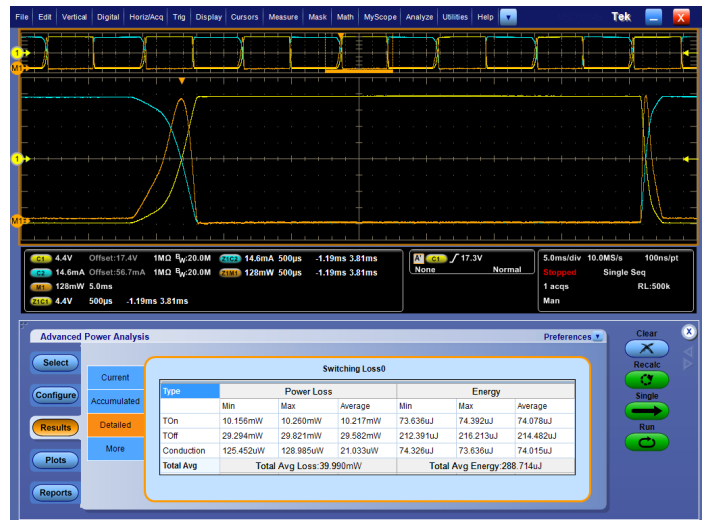 File Edit Vertical Digital Horiz/Acq Trig Display Cursors Measure Mask Math MyScope Analyze Utilities Help Tek X
1
M1
1
M1
C1 4.4V Offset:17.4V 1MΩ BW:20.0M Z1C2 14.6mA 500µs -1.19ms 3.81ms
C2 14.6mA Offset:56.7mA 1MΩ BW:20.0M Z1M1 128mW 500µs -1.19ms 3.81ms
M1 128mW 5.0ms
Z1C1 4.4V 500µs -1.19ms 3.81ms
A' C1 17.3V
None Normal
5.0ms/div 10.0MS/s 100ns/pt
Stopped Single Seq
1 acqs RL:500k
Man
Advanced Power Analysis Preferences
Clear X
Select
Configure
Results
Plots
Reports
Current
Accumulated
Detailed
More
Switching Loss0
Type Power Loss Energy
Min Max Average Min Max Average
TOn 10.156mW 10.260mW 10.217mW 73.636uJ 74.392uJ 74.078uJ
TOff 29.294mW 29.821mW 29.582mW 212.391uJ 216.213uJ 214.482uJ
Conduction 125.452uW 128.985uW 21.033uW 74.326uJ 73.636uJ 74.015uJ
Total Avg Total Avg Loss:39.990mW Total Avg Energy:288.714uJ
Recalc
Single
Run